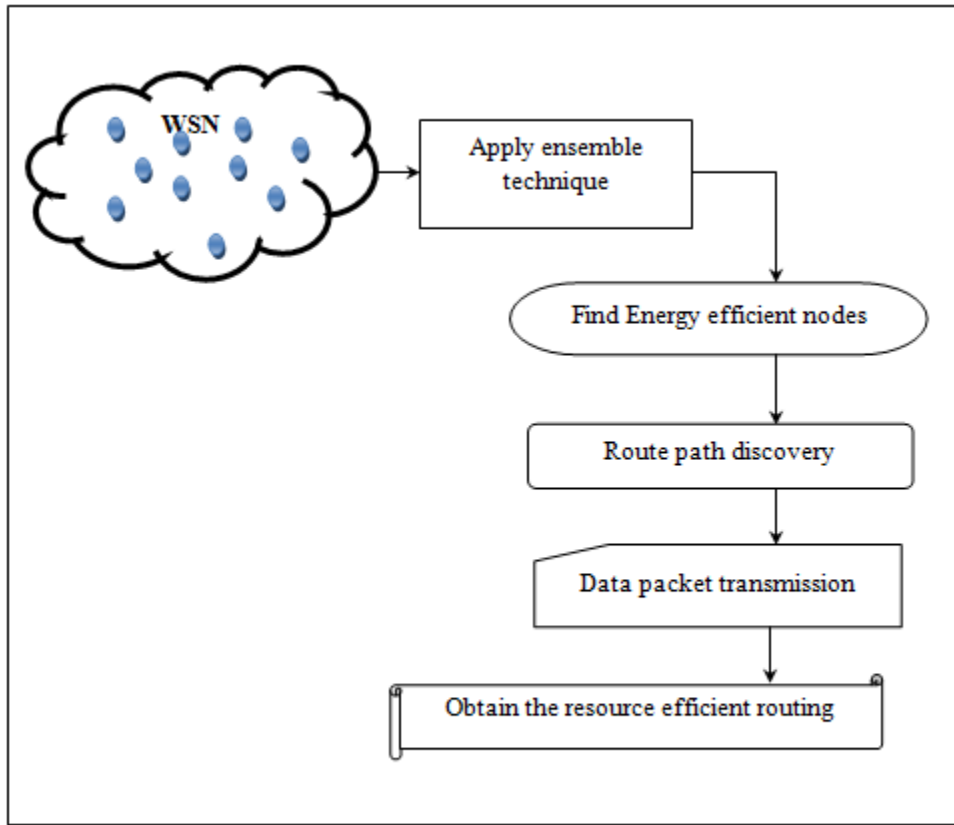 WSN
Apply ensemble
technique
Find Energy efficient nodes
Route path discovery
Data packet transmission
Obtain the resource efficient routing